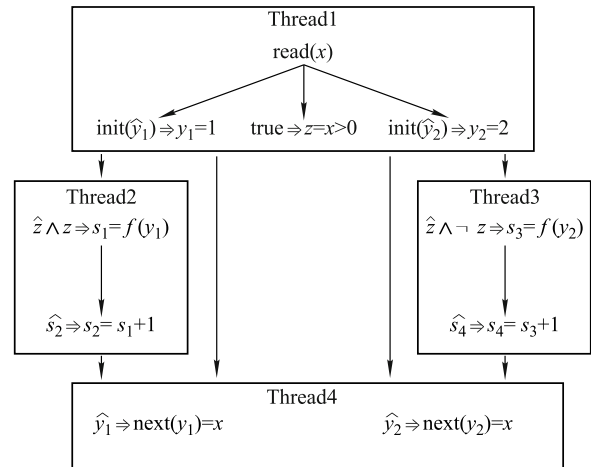 Thread1
read(x)
init(ŷ₁)⇒y₁=1 true⇒z=x>0 init(ŷ₂)⇒y₂=2
Thread2 Thread3
ẑ∧z⇒s₁=f(y₁) ẑ∧¬ z⇒s₃=f(y₂)
ŝ₂⇒s₂=s₁+1 ŝ₄⇒s₄=s₃+1
Thread4
ŷ₁⇒next(y₁)=x ŷ₂⇒next(y₂)=x